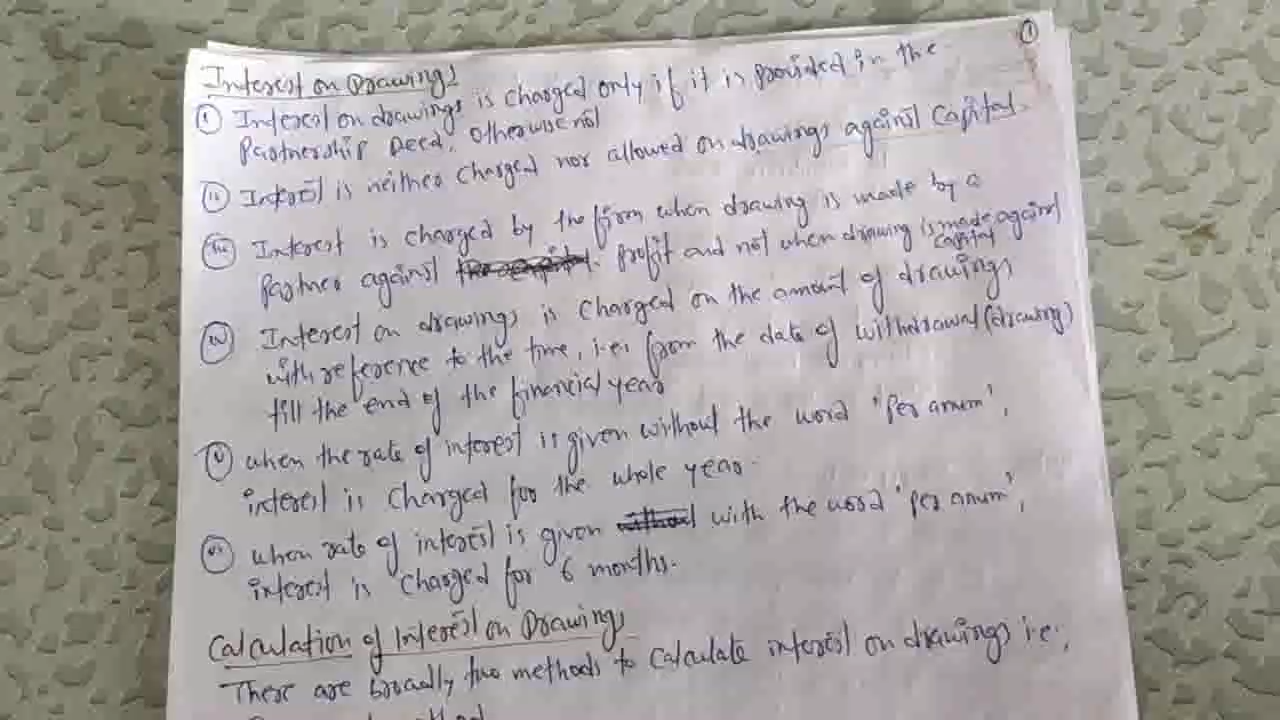 ①
Interest on Drawings
(i) Interest on drawings is charged only if it is provided in the
Partnership Deed. Otherwise not
(ii) Interest is neither charged nor allowed on drawings against Capital.
(iii) Interest is charged by the firm when drawing is made by a
partner against profit and not when drawing is made against
capital
(iv) Interest on drawings is charged on the amount of drawings
with reference to the time, i.e. from the date of withdrawal (drawing)
till the end of the financial year
(v) when the rate of interest is given without the word 'Per anum',
interest is charged for the whole year.
(vi) when rate of interest is given with the word 'per anum',
interest is charged for 6 months.
Calculation of Interest on Drawings
There are broadly two methods to calculate interest on drawings i.e.,